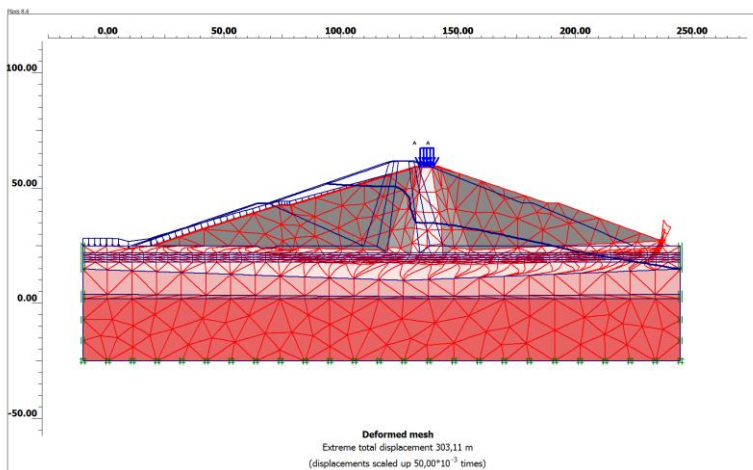 Plaxis 8.6
0.00 50.00 100.00 150.00 200.00 250.00
100.00
50.00
A A
0.00
-50.00
Deformed mesh
Extreme total displacement 303,11 m
(displacements scaled up 50,00*10⁻³ times)